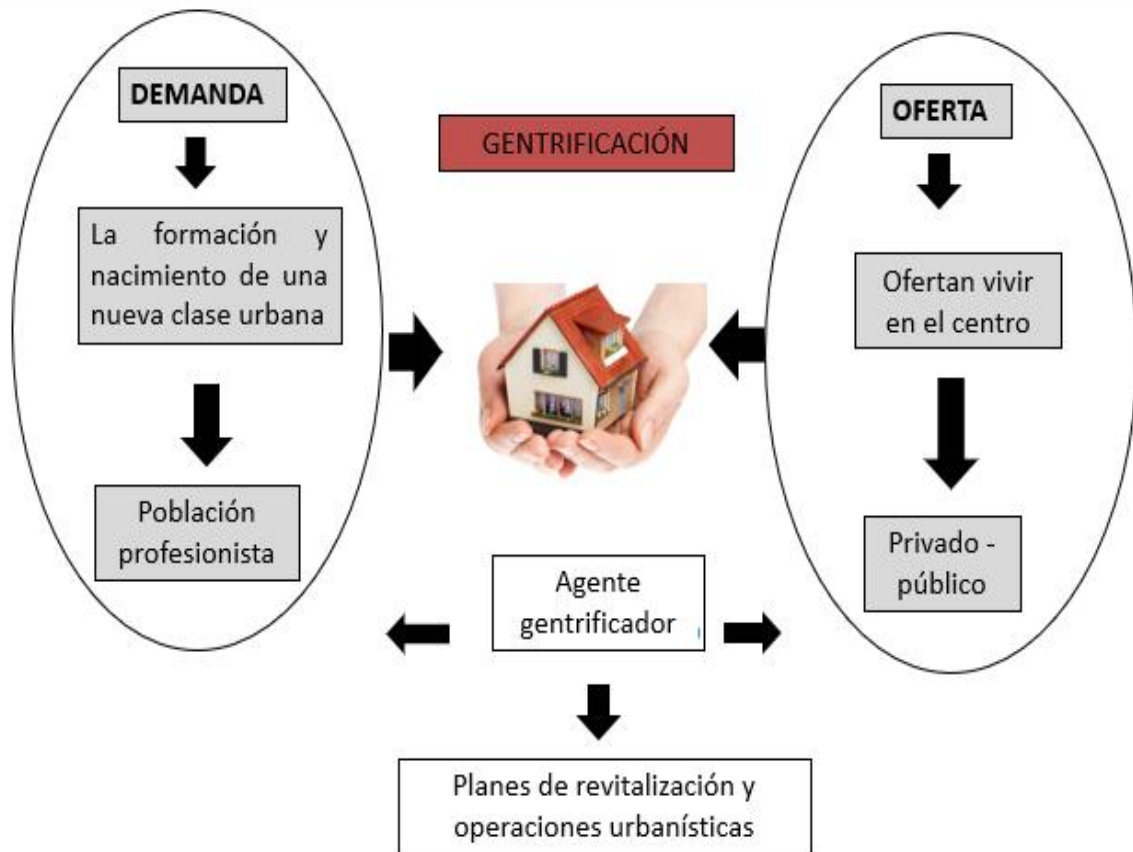 DEMANDA
La formación y
nacimiento de una
nueva clase urbana
Población
profesionista
GENTRIFICACIÓN
Agente
gentrificador
Planes de revitalización y
operaciones urbanísticas
OFERTA
Ofertan vivir
en el centro
Privado -
público